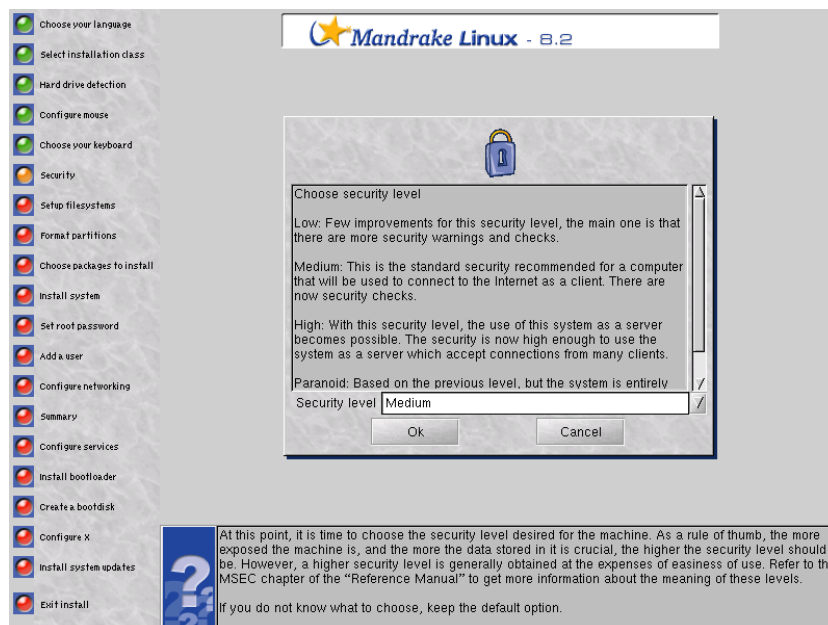 Choose your language
Select installation class
Hard drive detection
Configure mouse
Choose your keyboard
Security
Setup filesystems
Format partitions
Choose packages to install
Install system
Set root password
Add a user
Configure networking
Summary
Configure services
Install bootloader
Create a bootdisk
Configure X
Install system updates
Exit install
Mandrake Linux - 8.2
Choose security level
Low: Few improvements for this security level, the main one is that
there are more security warnings and checks.
Medium: This is the standard security recommended for a computer
that will be used to connect to the Internet as a client. There are
now security checks.
High: With this security level, the use of this system as a server
becomes possible. The security is now high enough to use the
system as a server which accept connections from many clients.
Paranoid: Based on the previous level, but the system is entirely
Security level Medium
Ok Cancel
At this point, it is time to choose the security level desired for the machine. As a rule of thumb, the more
exposed the machine is, and the more the data stored in it is crucial, the higher the security level should
be. However, a higher security level is generally obtained at the expenses of easiness of use. Refer to th
MSEC chapter of the “Reference Manual” to get more information about the meaning of these levels.
If you do not know what to choose, keep the default option.